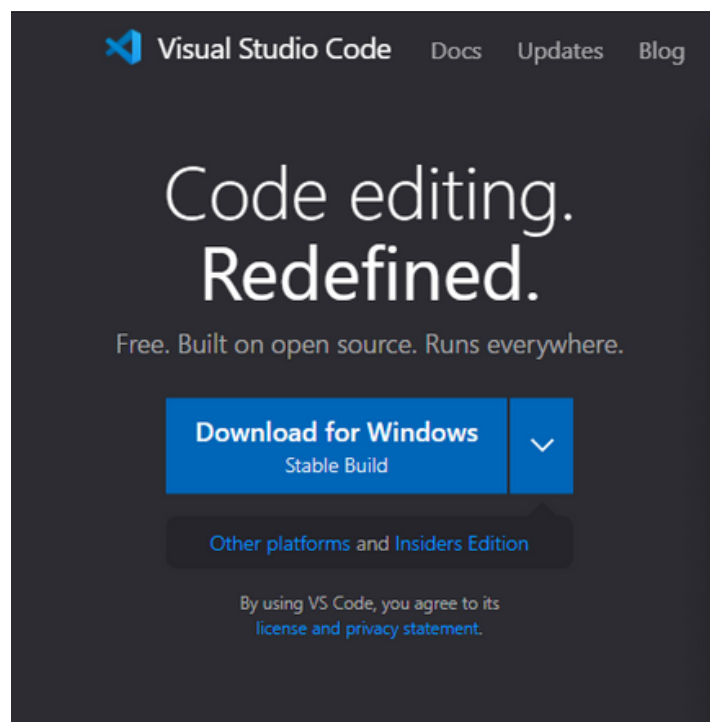 Visual Studio Code Docs Updates Blog
Code editing.
Redefined.
Free. Built on open source. Runs everywhere.
Download for Windows
Stable Build
Other platforms and Insiders Edition
By using VS Code, you agree to its
license and privacy statement.